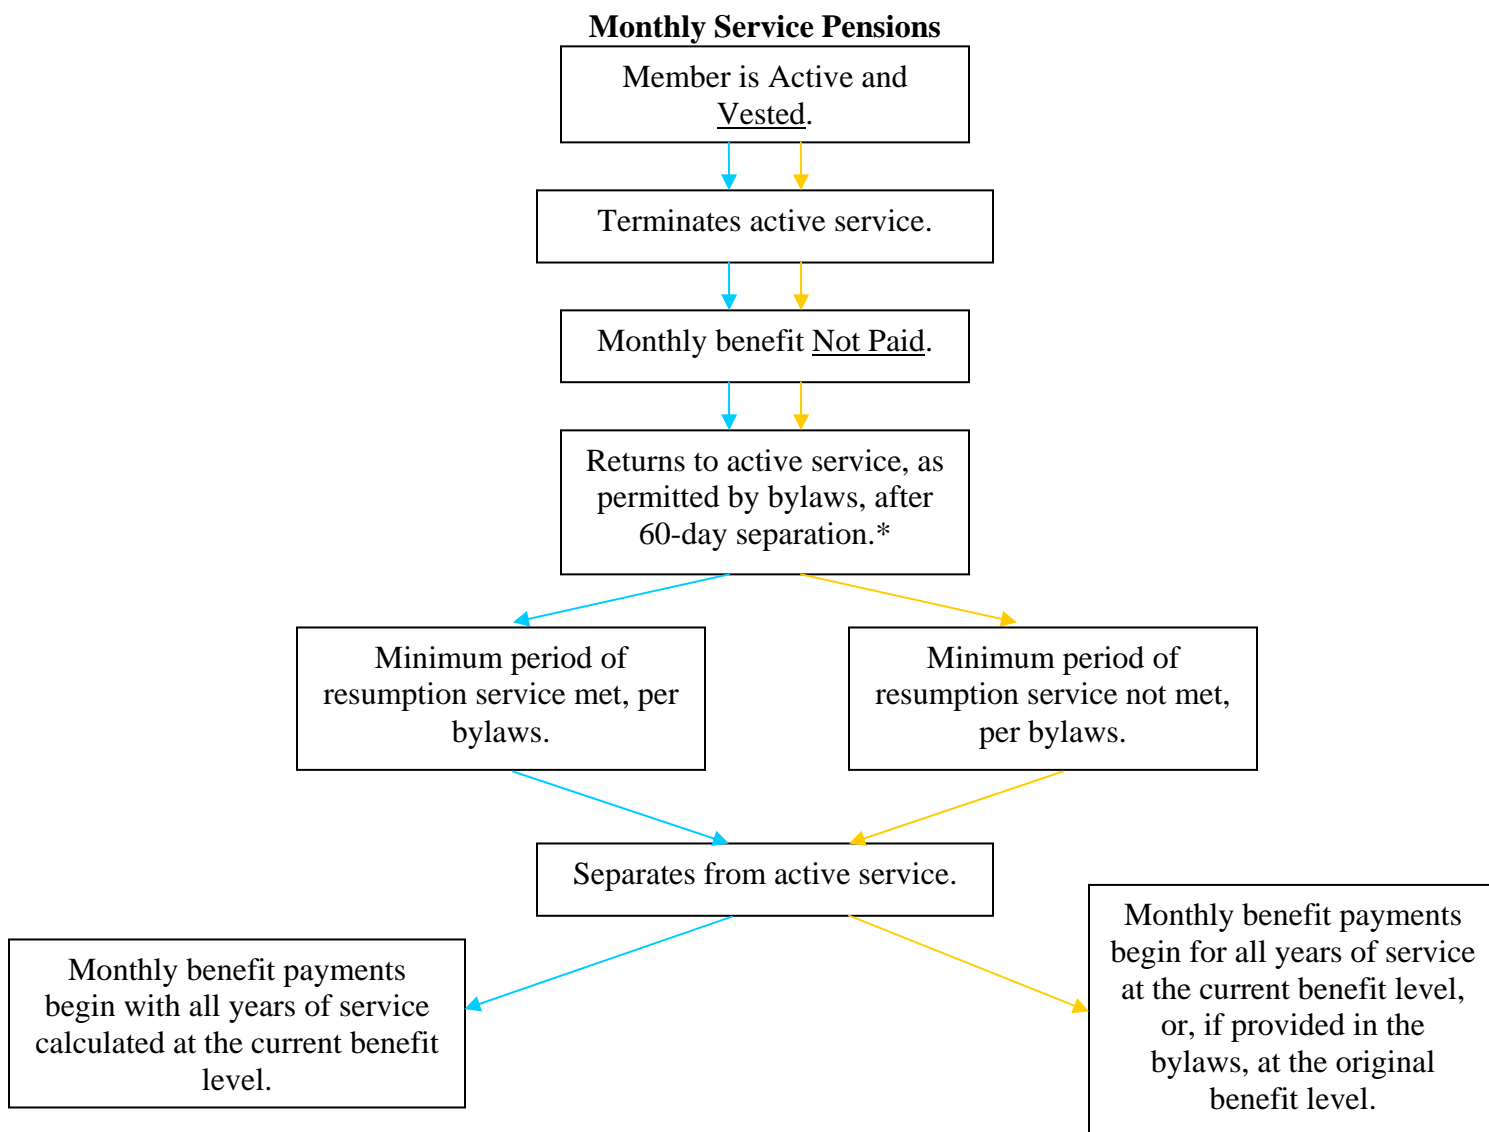 Monthly Service Pensions
Member is Active and
Vested.
Terminates active service.
Monthly benefit Not Paid.
Returns to active service, as
permitted by bylaws, after
60-day separation.*
Minimum period of
resumption service met, per
bylaws.
Minimum period of
resumption service not met,
per bylaws.
Separates from active service.
Monthly benefit payments
begin with all years of service
calculated at the current benefit
level.
Monthly benefit payments
begin for all years of service
at the current benefit level,
or, if provided in the
bylaws, at the original
benefit level.